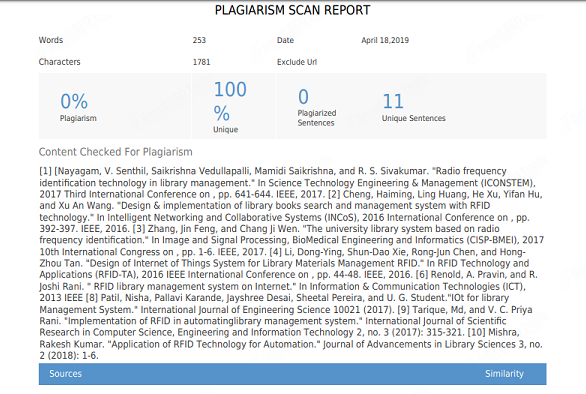 PLAGIARISM SCAN REPORT
Words 253 Date April 18,2019
Characters 1781 Exclude Url
0%
Plagiarism
100
%
Unique
0
Plagiarized
Sentences
11
Unique Sentences
Content Checked For Plagiarism
[1] [Nayagam, V. Senthil, Saikrishna Vedullapalli, Mamidi Saikrishna, and R. S. Sivakumar. "Radio frequency
identification technology in library management." In Science Technology Engineering & Management (ICONSTEM),
2017 Third International Conference on , pp. 641-644. IEEE, 2017. [2] Cheng, Haiming, Ling Huang, He Xu, Yifan Hu,
and Xu An Wang. "Design & implementation of library books search and management system with RFID
technology." In Intelligent Networking and Collaborative Systems (INCoS), 2016 International Conference on , pp.
392-397. IEEE, 2016. [3] Zhang, Jin Feng, and Chang Ji Wen. "The university library system based on radio
frequency identification." In Image and Signal Processing, BioMedical Engineering and Informatics (CISP-BMEI), 2017
10th International Congress on , pp. 1-6. IEEE, 2017. [4] Li, Dong-Ying, Shun-Dao Xie, Rong-Jun Chen, and Hong-
Zhou Tan. "Design of Internet of Things System for Library Materials Management RFID." In RFID Technology and
Applications (RFID-TA), 2016 IEEE International Conference on , pp. 44-48. IEEE, 2016. [6] Renold, A. Pravin, and R.
Joshi Rani. " RFID library management system on Internet." In Information & Communication Technologies (ICT),
2013 IEEE [8] Patil, Nisha, Pallavi Karande, Jayshree Desai, Sheetal Pereira, and U. G. Student."IOt for library
Management System." International Journal of Engineering Science 10021 (2017). [9] Tarique, Md, and V. C. Priya
Rani. "Implementation of RFID in automatinglibrary management system." International Journal of Scientific
Research in Computer Science, Engineering and Information Technology 2, no. 3 (2017): 315-321. [10] Mishra,
Rakesh Kumar. "Application of RFID Technology for Automation." Journal of Advancements in Library Sciences 3, no.
2 (2018): 1-6.
Sources Similarity